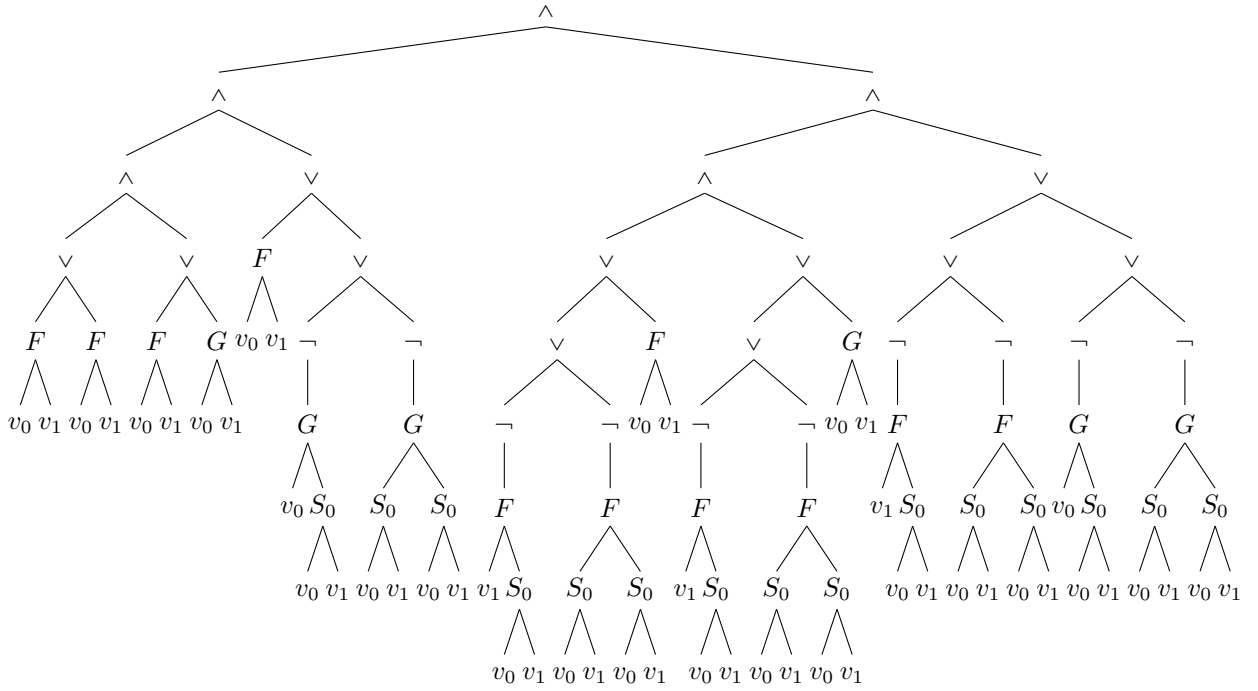 ∧
∧ ∧
∧ ∨ ∧ ∨
∨ ∨ F ∨ ∨ ∨ ∨ ∨
F F F G v₀ v₁ ¬ ¬ ∨ F ∨ G ¬ ¬ ¬ ¬
v₀ v₁ v₀ v₁ v₀ v₁ v₀ v₁ G G ¬ ¬ v₀ v₁ ¬ ¬ v₀ v₁ F F G G
v₀ S₀ S₀ S₀ F F F F v₁ S₀ S₀ S₀ v₀ S₀ S₀ S₀
v₀ v₁ v₀ v₁ v₀ v₁ v₁ S₀ S₀ S₀ v₁ S₀ S₀ S₀ v₀ v₁ v₀ v₁ v₀ v₁ v₀ v₁ v₀ v₁ v₀ v₁
v₀ v₁ v₀ v₁ v₀ v₁ v₀ v₁ v₀ v₁ v₀ v₁